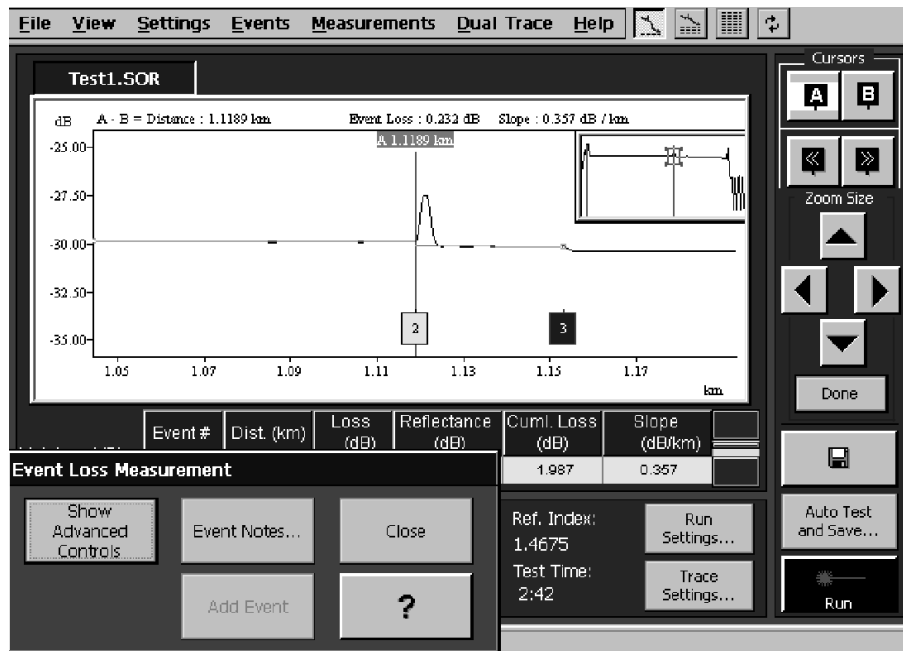 File View Settings Events Measurements Dual Trace Help
Cursors
Test1.SOR
A B
dB A - B = Distance : 1.1189 km Event Loss : 0.232 dB Slope : 0.357 dB / km
A 1.1189 km
-25.00
-27.50
-30.00
-32.50
-35.00
2 3
1.05 1.07 1.09 1.11 1.13 1.15 1.17
km
Zoom Size
Done
Event # Dist. (km) Loss (dB) Reflectance (dB) Cuml. Loss (dB) Slope (dB/km)
1.987 0.357
Event Loss Measurement
Show Advanced Controls
Event Notes...
Close
Add Event
?
Ref. Index:
1.4675
Test Time:
2:42
Run Settings...
Trace Settings...
Auto Test and Save...
Run